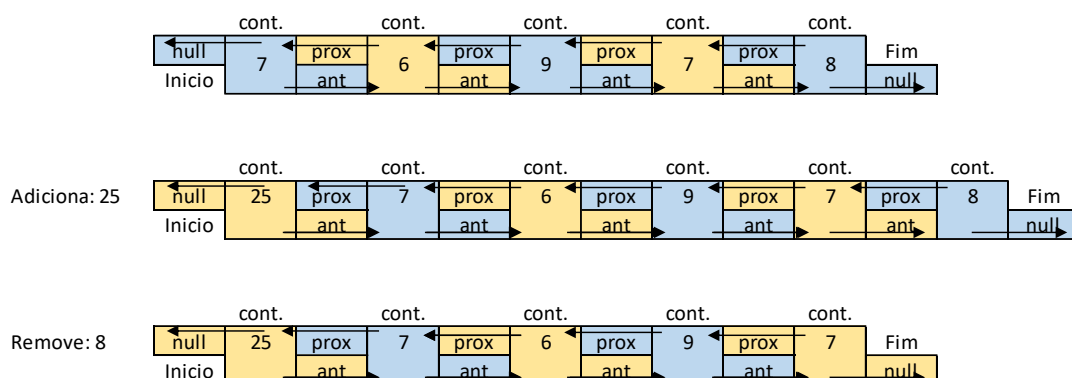 cont. cont. cont. cont. cont.
null 7 prox 6 prox 9 prox 7 prox 8 Fim
Inicio ant ant ant ant null
cont. cont. cont. cont. cont. cont.
Adiciona: 25 null 25 prox 7 prox 6 prox 9 prox 7 prox 8 Fim
Inicio ant ant ant ant ant null
cont. cont. cont. cont. cont.
Remove: 8 null 25 prox 7 prox 6 prox 9 prox 7 Fim
Inicio ant ant ant ant null